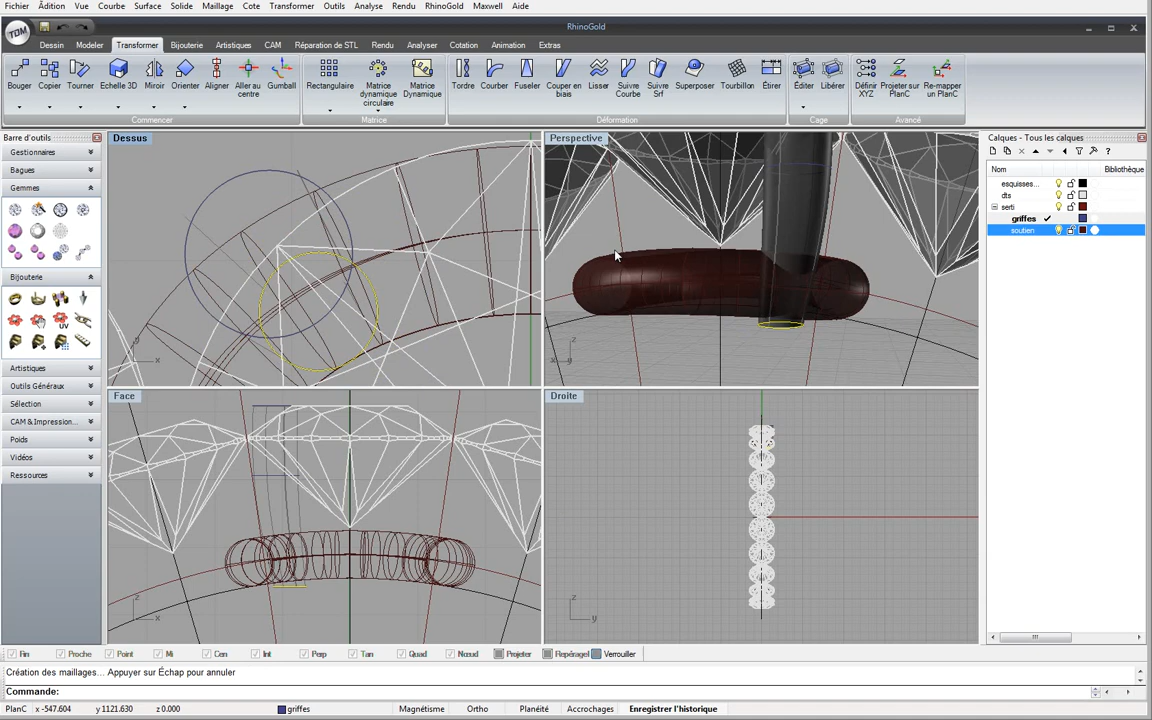 Fichier Ãdition Vue Courbe Surface Solide Maillage Cote Transformer Outils Analyse Rendu RhinoGold Maxwell Aide
TDM RhinoGold
Dessin Modeler Transformer Bijouterie Artistiques CAM Réparation de STL Rendu Analyser Cotation Animation Extras
Bouger Copier Tourner Echelle 3D Miroir Orienter Aligner Aller au centre Gumball Rectangulaire Matrice dynamique circulaire Matrice Dynamique Tordre Courber Fuseler Couper en biais Lisser Suivre Courbe Suivre Srf Superposer Tourbillon Étirer Éditer Libérer Définir XYZ Projeter sur PlanC Re-mapper un PlanC
Commencer Matrice Déformation Cage Avancé
Barre d'outils
Gestionnaires
Bagues
Gemmes
Bijouterie
UV
Artistiques
Outils Généraux
Sélection
CAM & Impression...
Poids
Vidéos
Ressources
Dessus
y
x
Perspective
z
x y
Face
z
x
Droite
z
y
Calques - Tous les calques
Nom Bibliothèque
esquisses...
dts
serti
griffes
soutien
Fin Proche Point Mi Cen Int Perp Tan Quad Nœud Projeter Repéragel Verrouiller
Création des maillages... Appuyer sur Échap pour annuler
Commande:
PlanC x -547.604 y 1121.630 z 0.000 griffes Magnétisme Ortho Planéité Accrochages Enregistrer l'historique